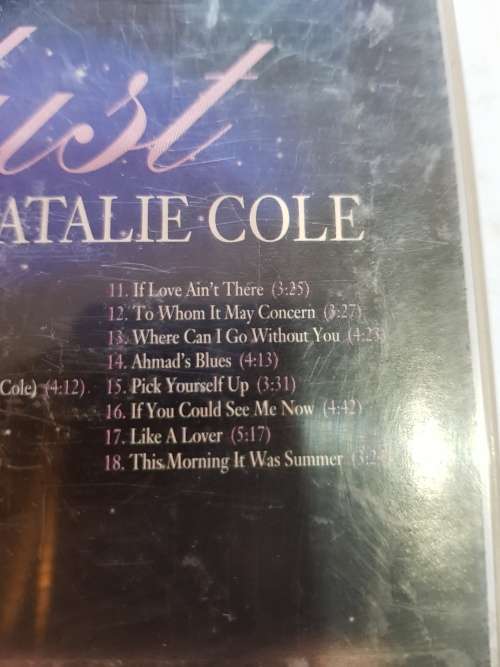 ust
ATALIE COLE
11. If Love Ain't There (3:25)
12. To Whom It May Concern (3:27)
13. Where Can I Go Without You (4:23)
14. Ahmad's Blues (4:13)
Cole) (4:12). 15. Pick Yourself Up (3:31)
16. If You Could See Me Now (4:42)
17. Like A Lover (5:17)
18. This Morning It Was Summer